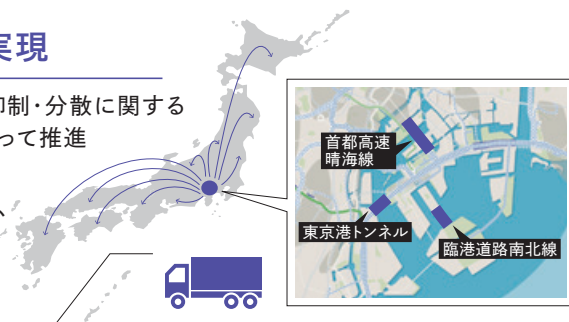 実現
抑制・分散に関する
って推進
首都高速
晴海線
東京港トンネル
臨港道路南北線